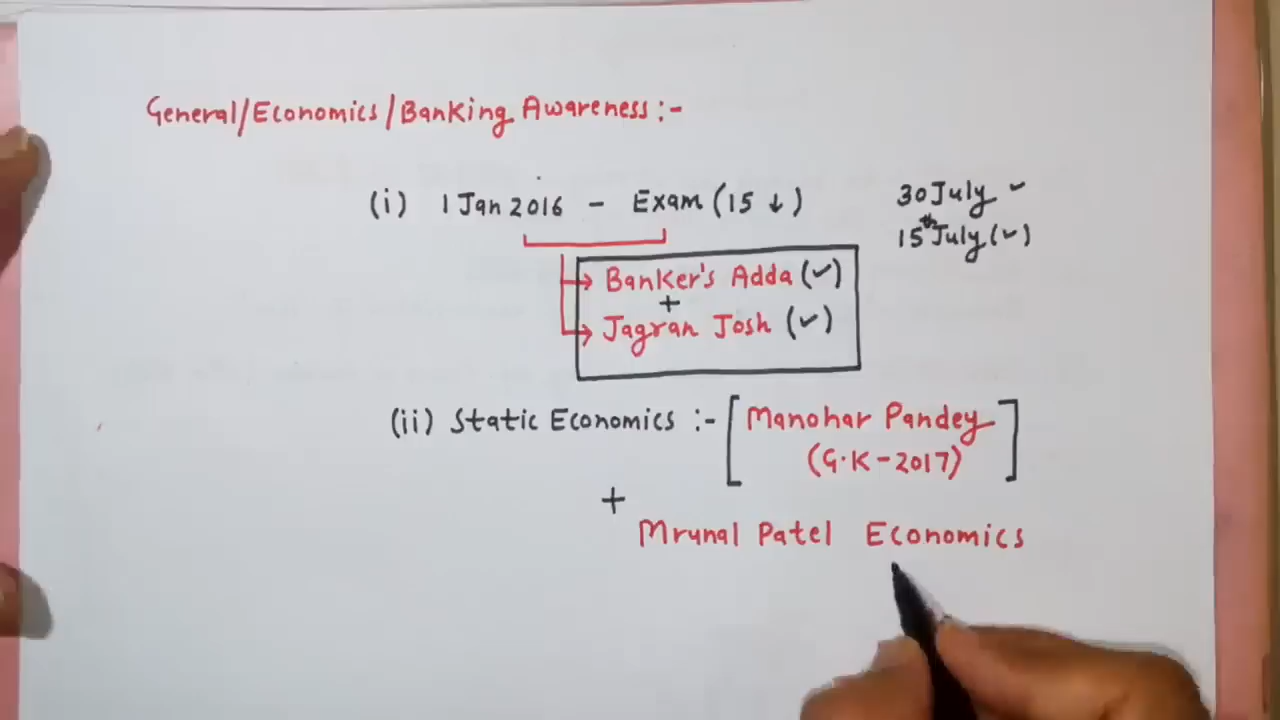 General/Economics/Banking Awareness:-
(i) 1 Jan 2016 - Exam (15 ↓)
30 July ✓
15th July (✓)
→ Banker's Adda (✓)
+
→ Jagran Josh (✓)
(ii) Static Economics :- [Manohar Pandey
(G.K-2017)]
+
Mrunal Patel Economics